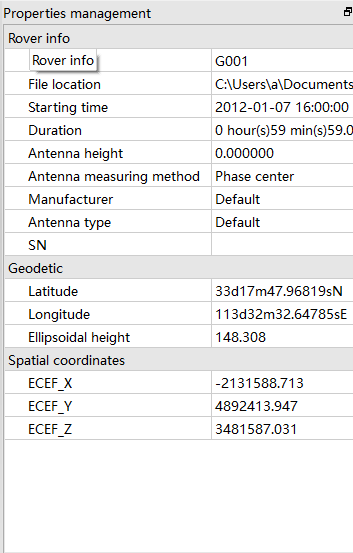 Properties management
Rover info
Rover info G001
File location C:\Users\a\Documents
Starting time 2012-01-07 16:00:00
Duration 0 hour(s)59 min(s)59.0
Antenna height 0.000000
Antenna measuring method Phase center
Manufacturer Default
Antenna type Default
SN
Geodetic
Latitude 33d17m47.96819sN
Longitude 113d32m32.64785sE
Ellipsoidal height 148.308
Spatial coordinates
ECEF_X -2131588.713
ECEF_Y 4892413.947
ECEF_Z 3481587.031